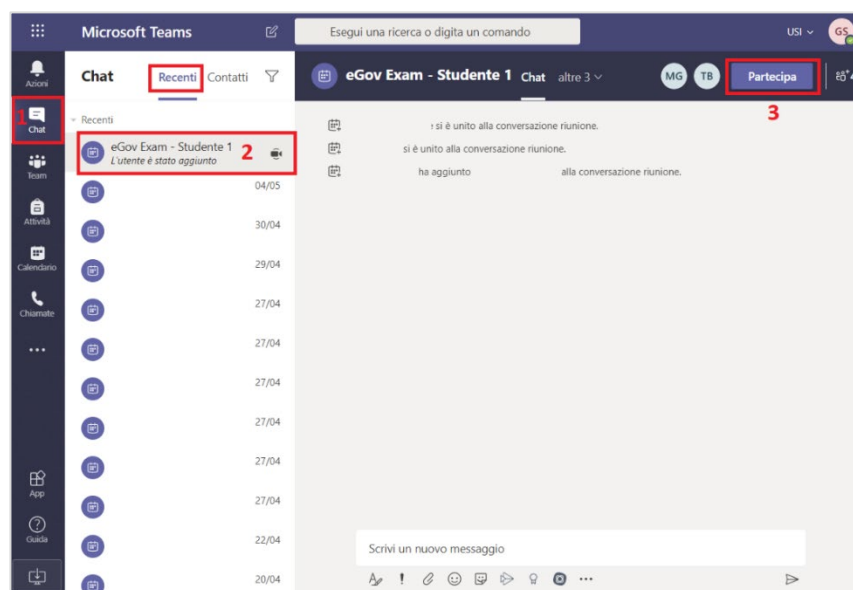 Microsoft Teams
Esegui una ricerca o digita un comando
USI
GS
Azioni
1
Chat
Team
Attività
Calendario
Chiamate
App
Guida
Chat
Recenti
Contatti
Recenti
eGov Exam - Studente 1
L'utente è stato aggiunto
2
04/05
30/04
29/04
27/04
27/04
27/04
27/04
27/04
27/04
22/04
20/04
eGov Exam - Studente 1
Chat
altre 3
MG
TB
Partecipa
3
si è unito alla conversazione riunione.
si è unito alla conversazione riunione.
ha aggiunto alla conversazione riunione.
Scrivi un nuovo messaggio